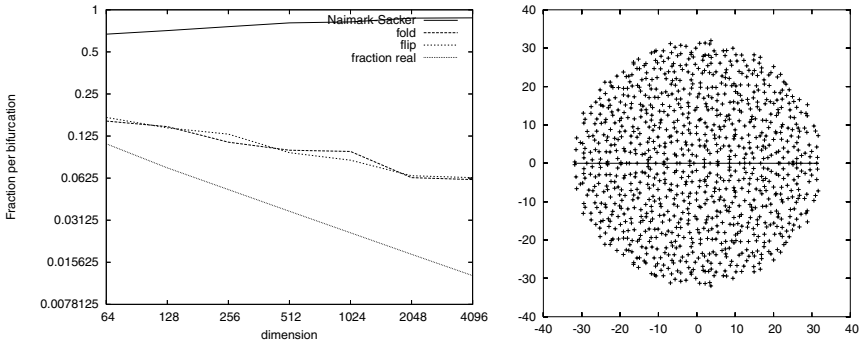 1
0.5
0.25
0.125
0.0625
0.03125
0.015625
0.0078125
Fraction per bifurcation
Naimark-Sacker
fold
flip
fraction real
64 128 256 512 1024 2048 4096
dimension
40
30
20
10
0
-10
-20
-30
-40
-40 -30 -20 -10 0 10 20 30 40